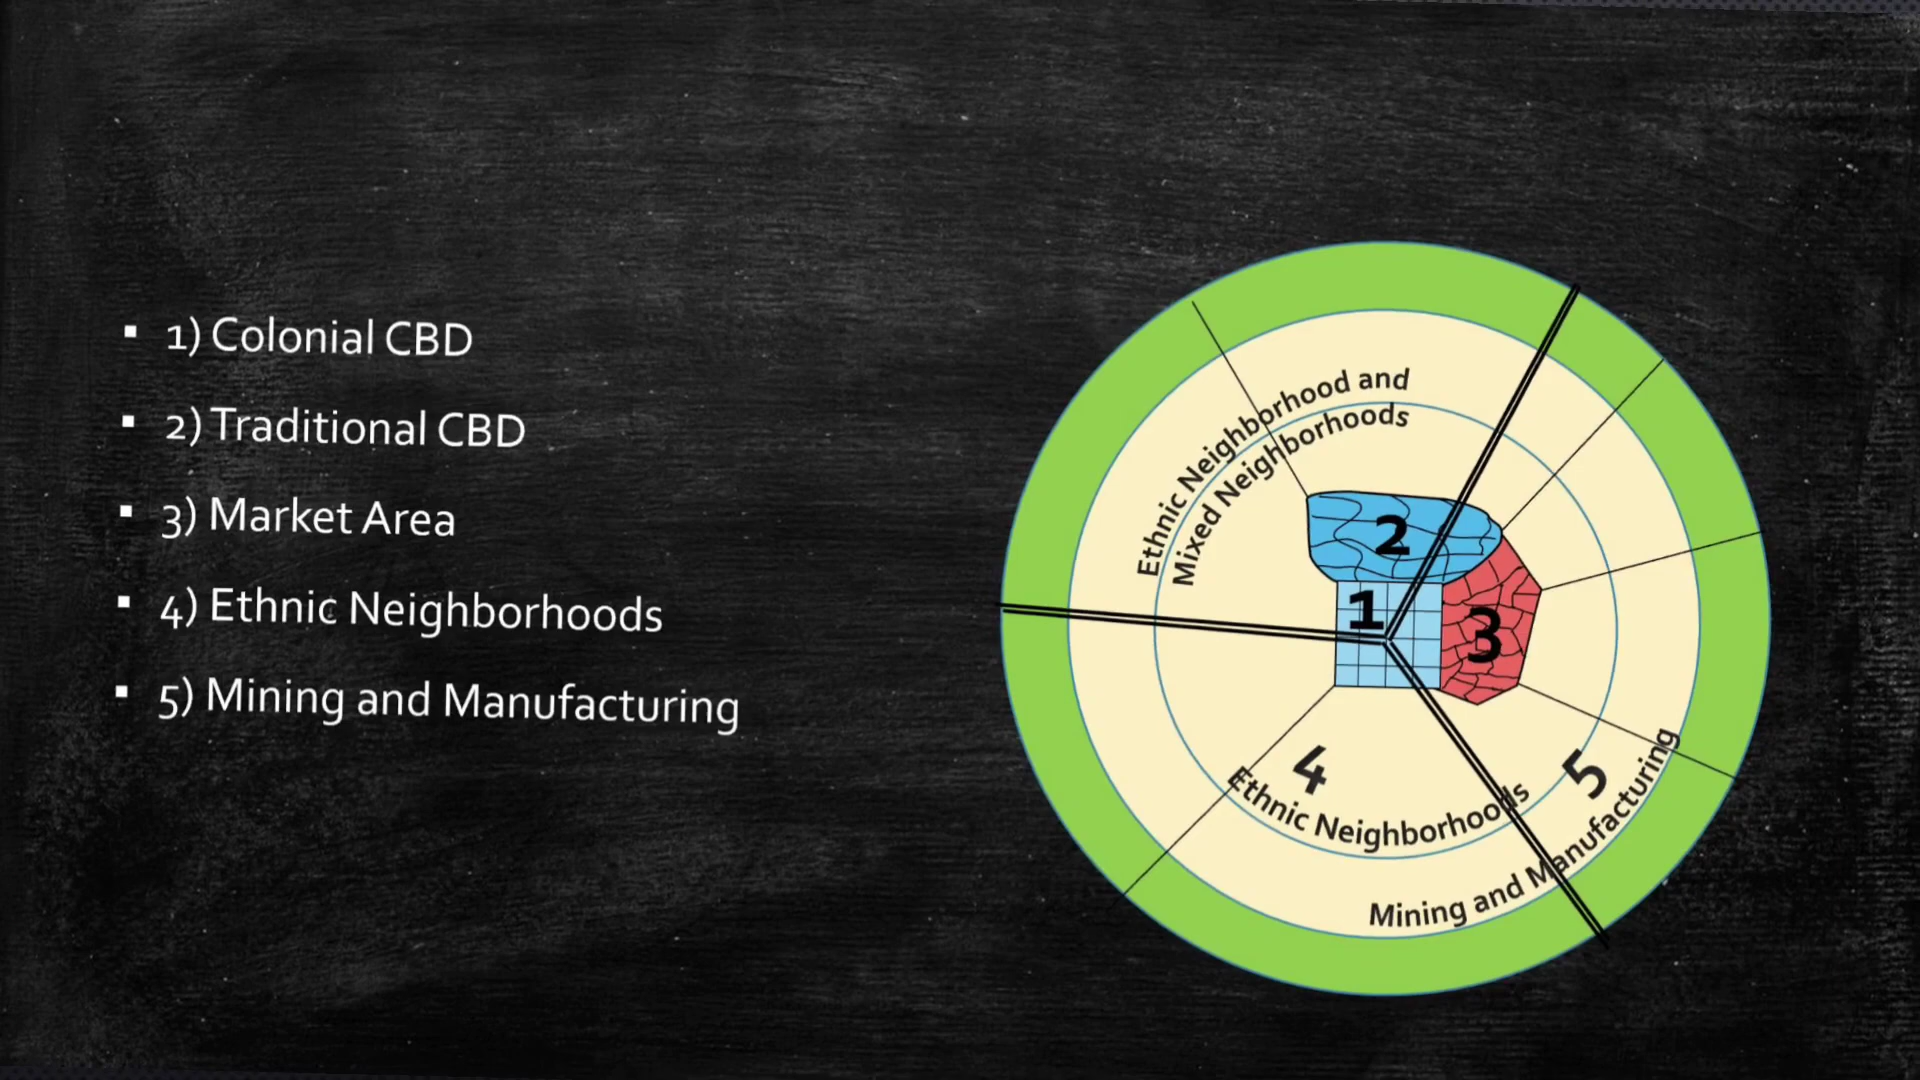 ▪ 1) Colonial CBD
▪ 2) Traditional CBD
▪ 3) Market Area
▪ 4) Ethnic Neighborhoods
▪ 5) Mining and Manufacturing
Ethnic Neighborhood and
Mixed Neighborhoods
2
1
3
4
Ethnic Neighborhoods
5
Mining and Manufacturing